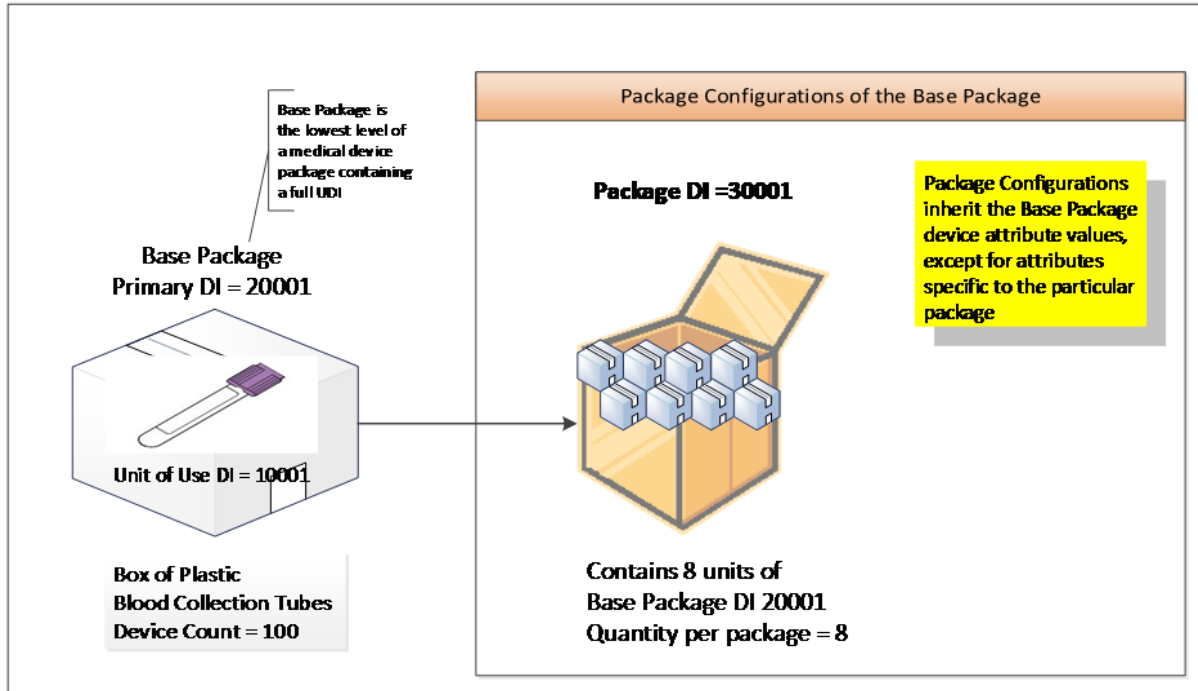 Base Package is
the lowest level of
a medical device
package containing
a full UDI
Base Package
Primary DI = 20001
Unit of Use DI = 10001
Box of Plastic
Blood Collection Tubes
Device Count = 100
Package Configurations of the Base Package
Package DI =30001
Contains 8 units of
Base Package DI 20001
Quantity per package = 8
Package Configurations
inherit the Base Package
device attribute values,
except for attributes
specific to the particular
package